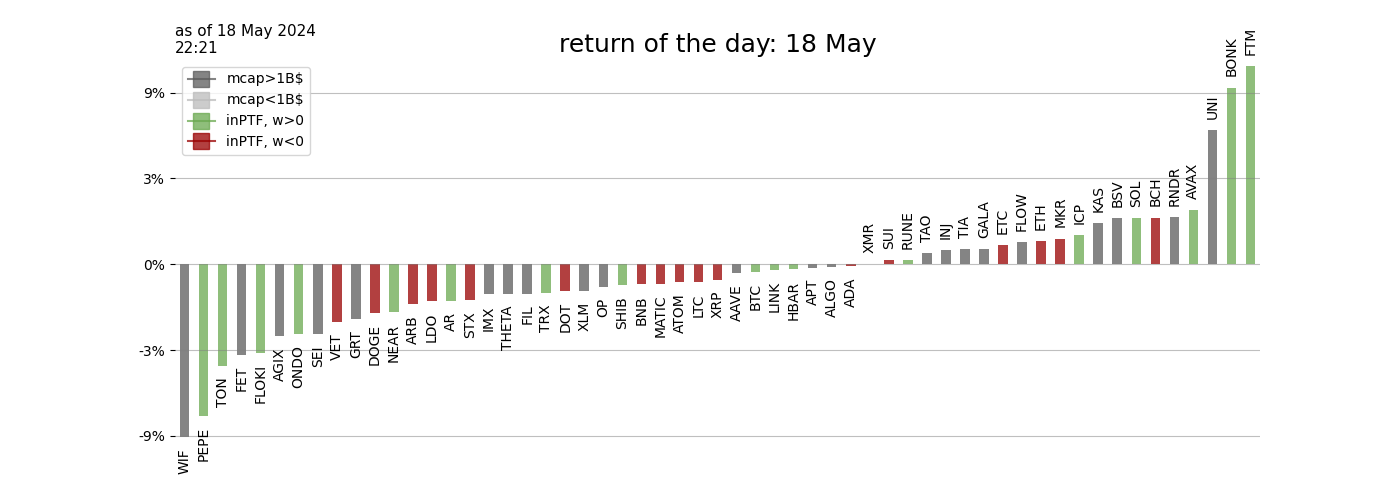 as of 18 May 2024
22:21
return of the day: 18 May
mcap>1B$
mcap<1B$
inPTF, w>0
inPTF, w<0
9%
3%
0%
-3%
-9%
WIF
PEPE
TON
FET
FLOKI
AGIX
ONDO
SEI
VET
GRT
DOGE
NEAR
ARB
LDO
AR
STX
IMX
THETA
FIL
TRX
DOT
XLM
OP
SHIB
BNB
MATIC
ATOM
LTC
XRP
AAVE
BTC
LINK
HBAR
APT
ALGO
ADA
XMR
SUI
RUNE
TAO
INJ
TIA
GALA
ETC
FLOW
ETH
MKR
ICP
KAS
BSV
SOL
BCH
RNDR
AVAX
UNI
BONK
FTM